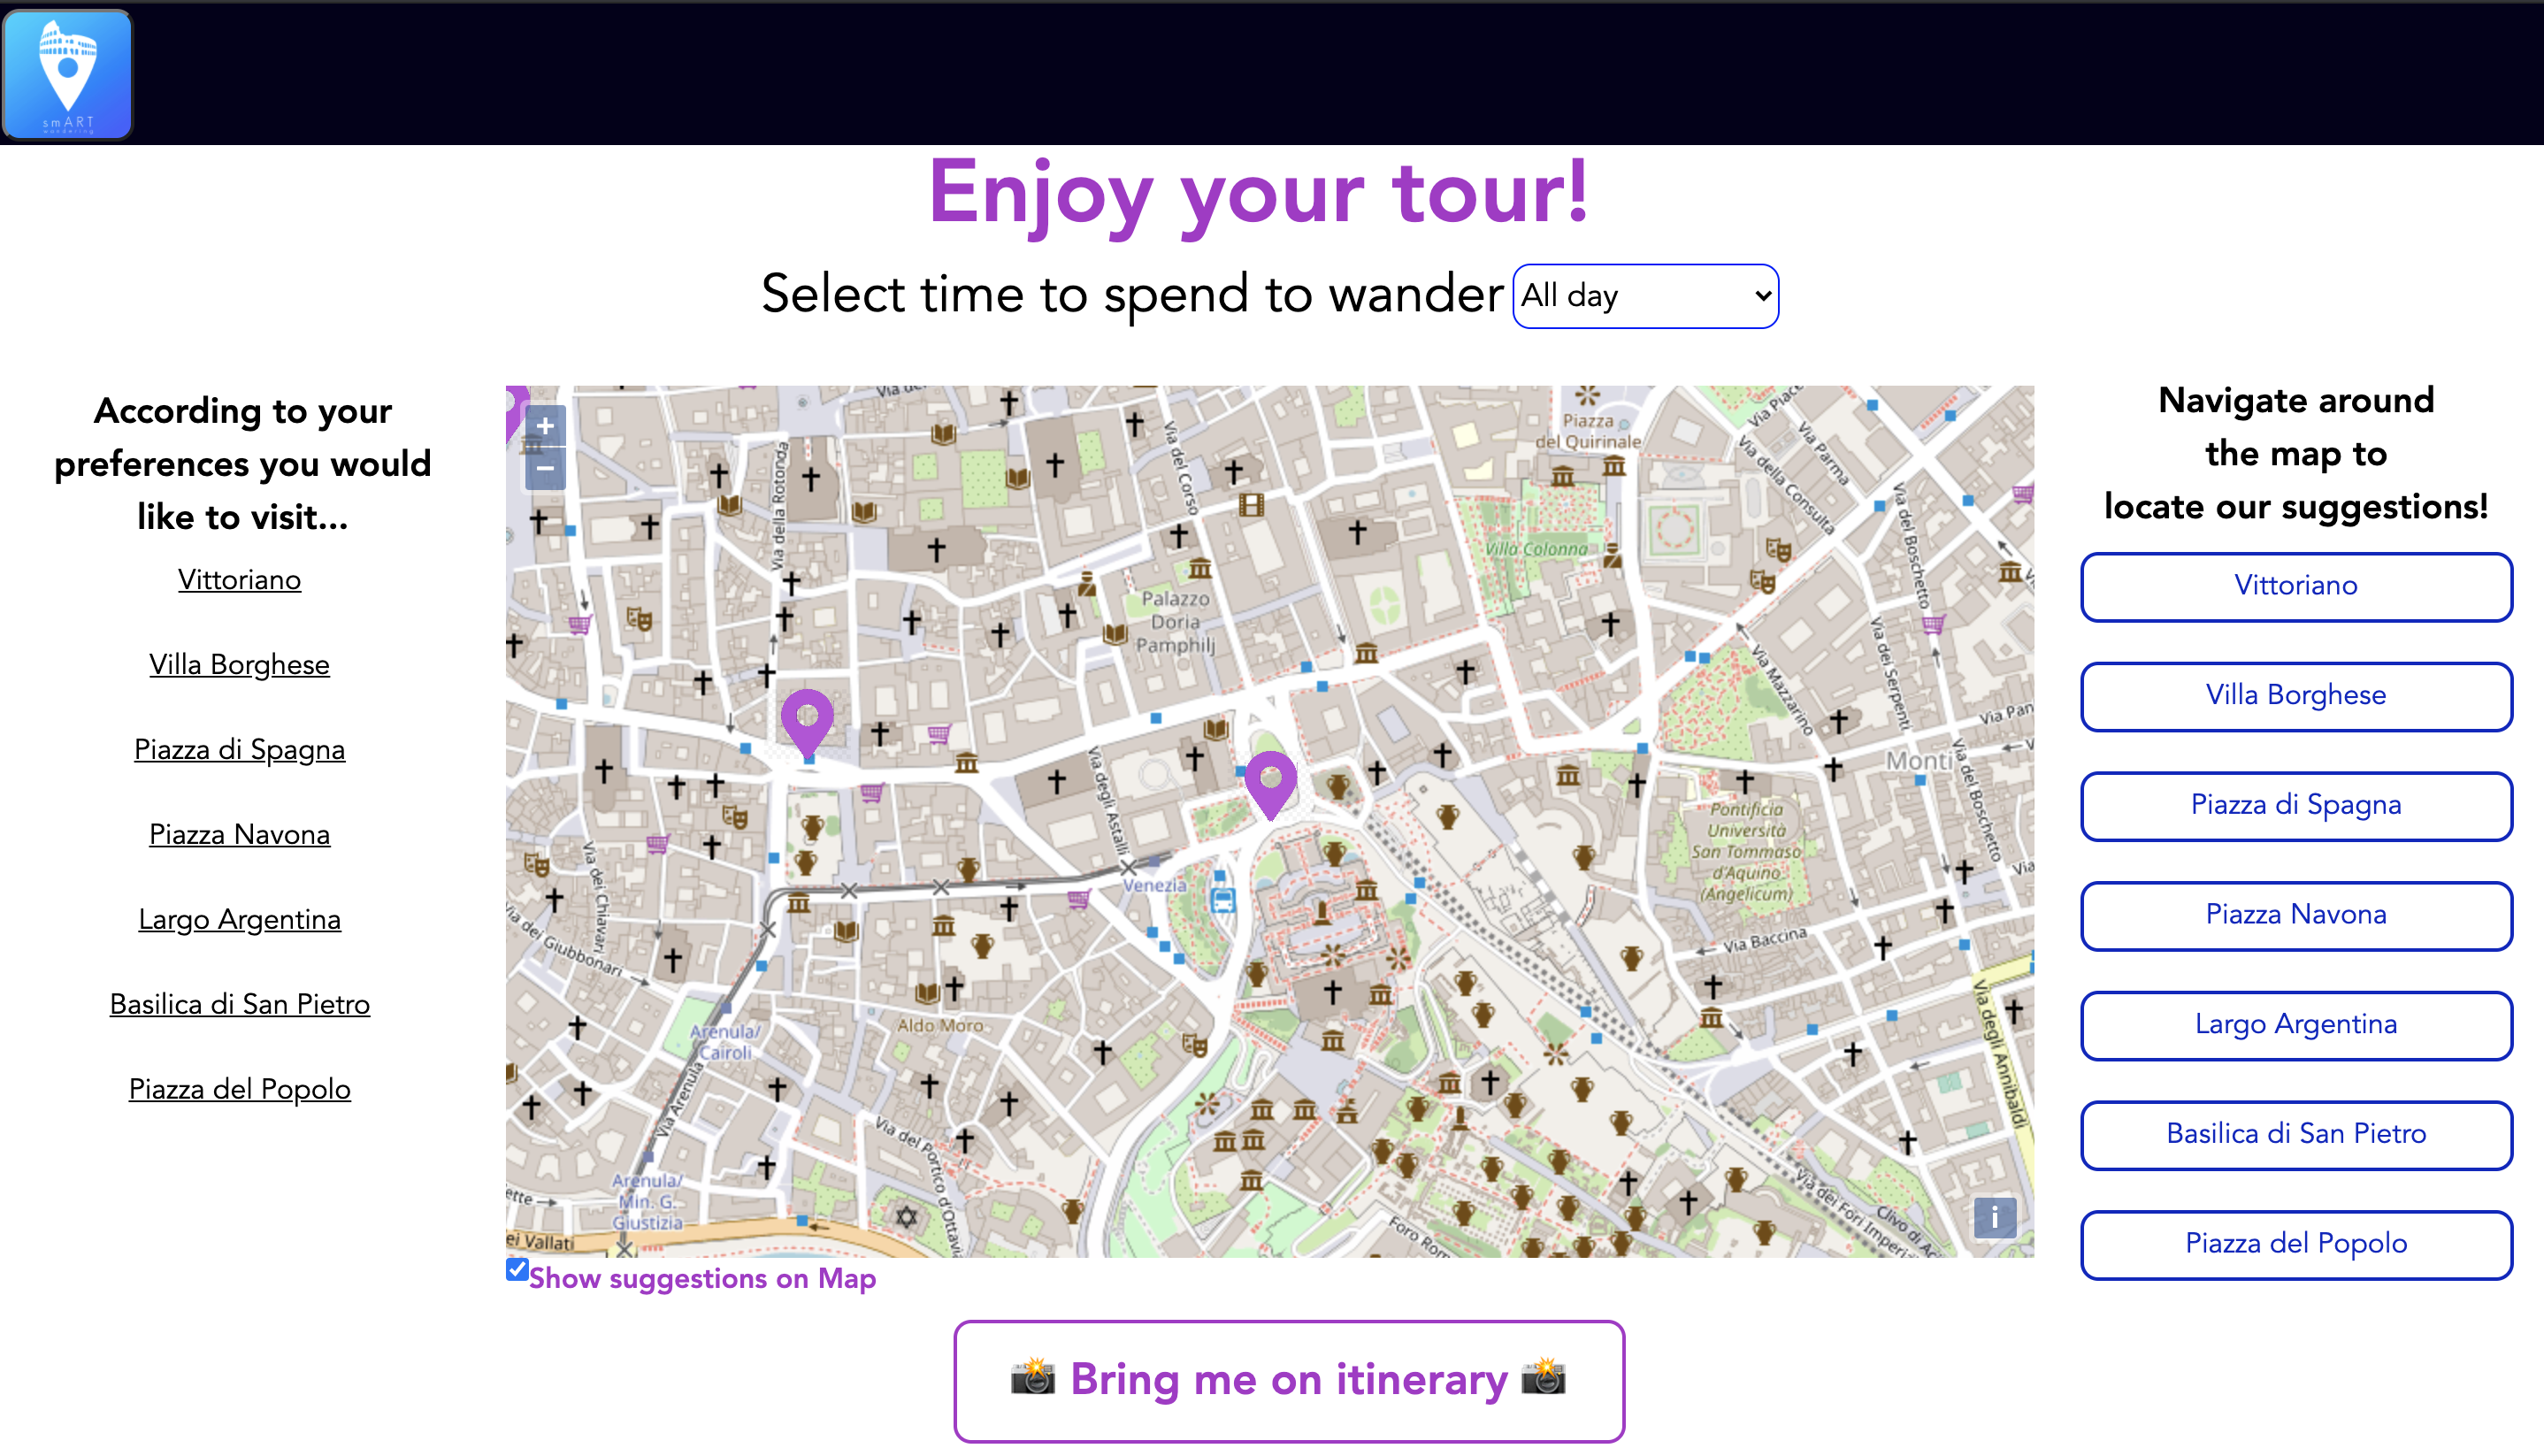 smART
wandering
Enjoy your tour!
Select time to spend to wander All day
According to your
preferences you would
like to visit...
Vittoriano
Villa Borghese
Piazza di Spagna
Piazza Navona
Largo Argentina
Basilica di San Pietro
Piazza del Popolo
+
−
Via della Rotonda
Via del Corso
Piazza
del Quirinale
Via Parma
Via della Consulta
Via del Boschetto
Villa Colonna
Palazzo
Doria
Pamphilj
Via Mazzarino
Via dei Serpenti
Monti
Via del Boschetto
Via degli Astalli
Venezia
Pontificia
Università
San Tommaso
d'Aquino
(Angelicum)
Via dei Chiavari
Via dei Giubbonari
Via Baccina
Via degli Annibaldi
Arenula/
Cairoli
Aldo Moro
Via Arenula
Via del Portico d'Ottavi
Arenula/
Min. G.
Giustizia
ette
ei Vallati
Foro Rom
Via dei Fori Imperia
Clivo di Ac
i
Show suggestions on Map
Navigate around
the map to
locate our suggestions!
Vittoriano
Villa Borghese
Piazza di Spagna
Piazza Navona
Largo Argentina
Basilica di San Pietro
Piazza del Popolo
📸 Bring me on itinerary 📸